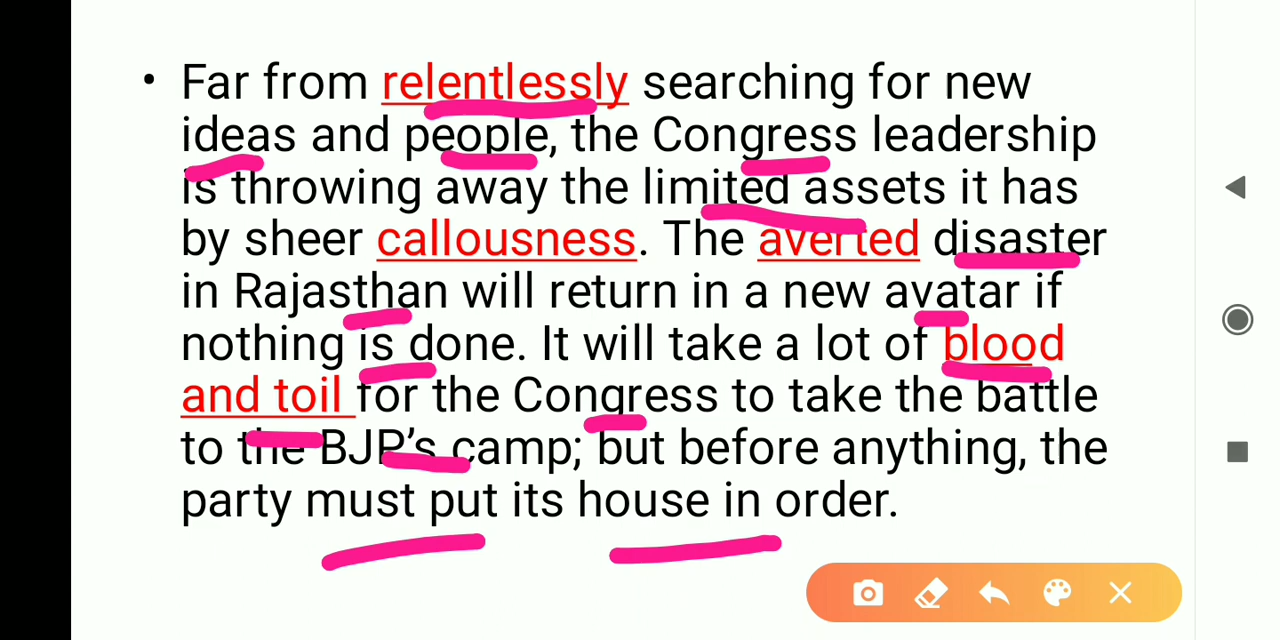 • Far from relentlessly searching for new
ideas and people, the Congress leadership
is throwing away the limited assets it has
by sheer callousness. The averted disaster
in Rajasthan will return in a new avatar if
nothing is done. It will take a lot of blood
and toil for the Congress to take the battle
to the BJP’s camp; but before anything, the
party must put its house in order.